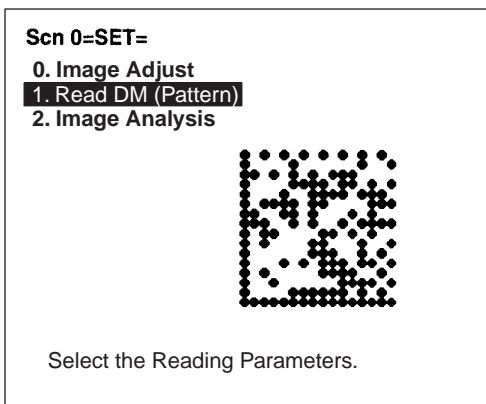 Scn 0=SET=
0. Image Adjust
1. Read DM (Pattern)
2. Image Analysis
Select the Reading Parameters.